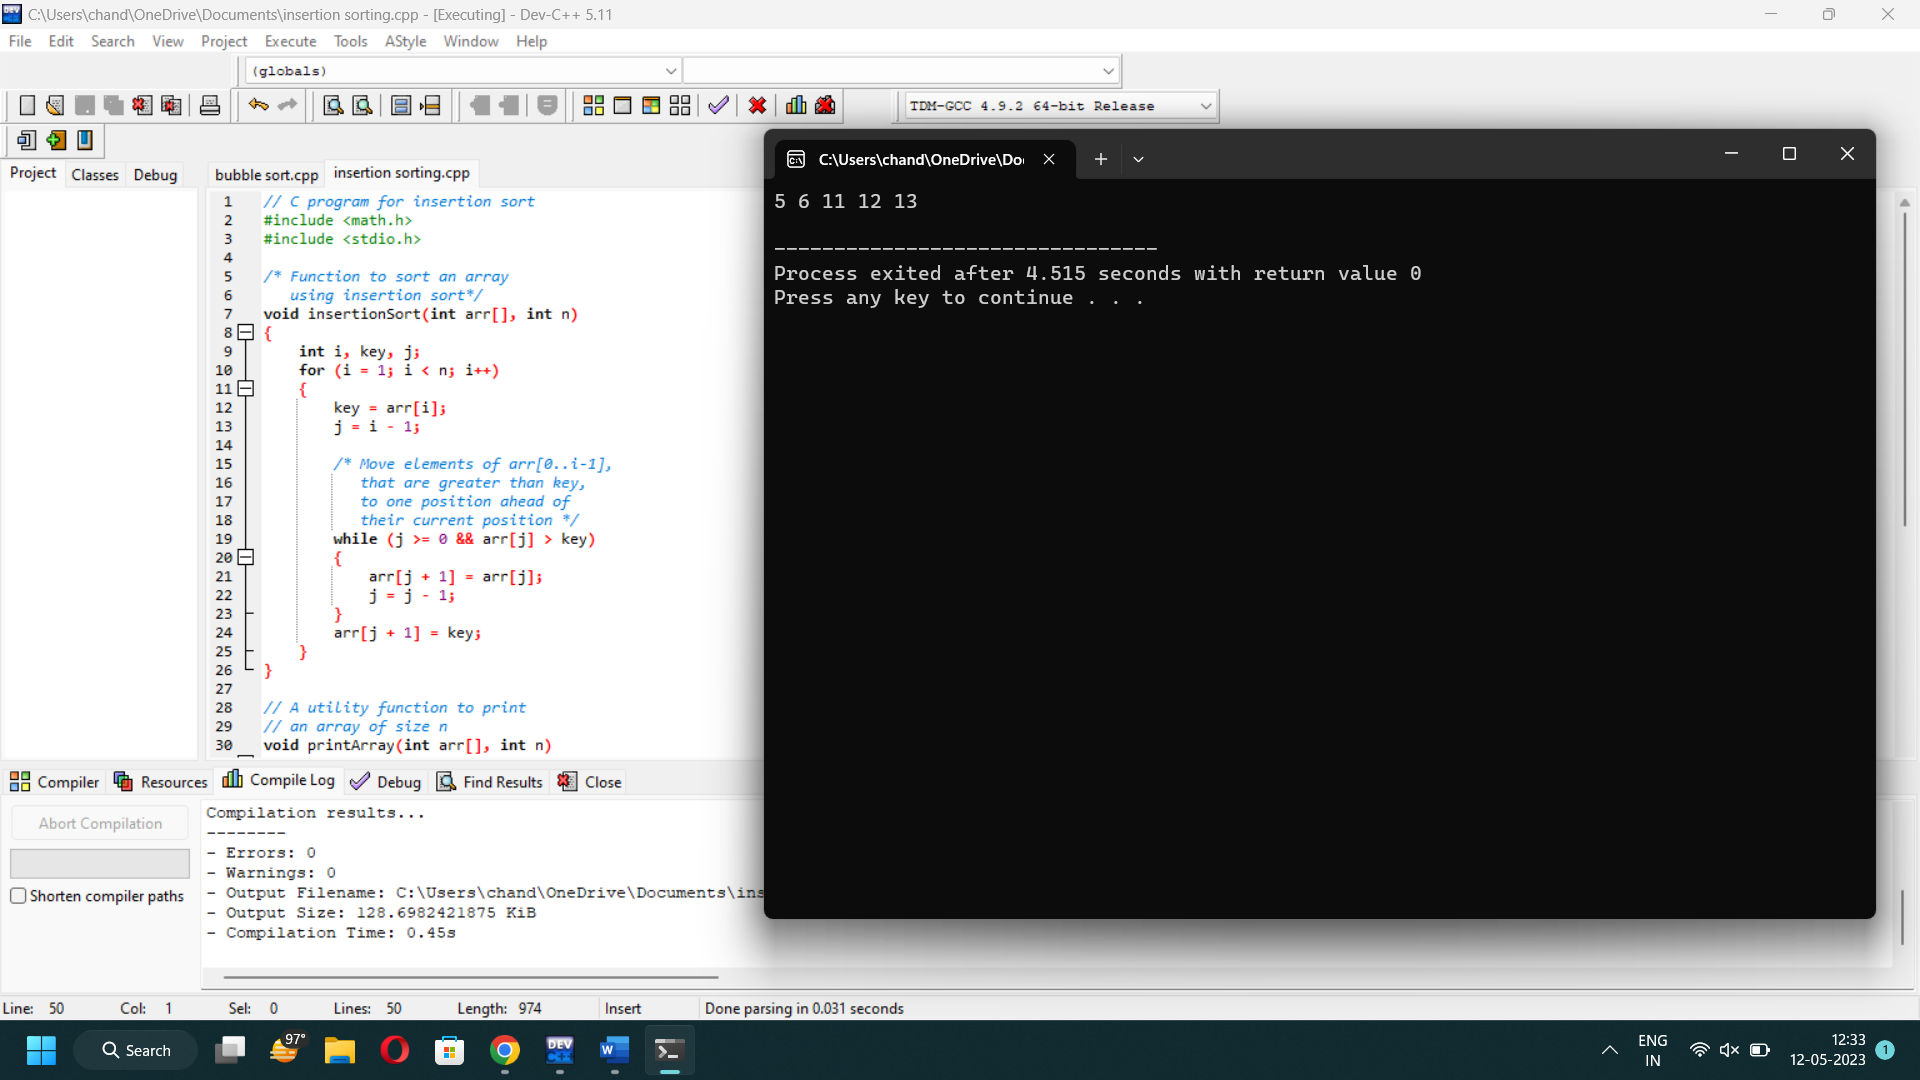 C:\Users\chand\OneDrive\Documents\insertion sorting.cpp - [Executing] - Dev-C++ 5.11
File Edit Search View Project Execute Tools AStyle Window Help
(globals)
TDM-GCC 4.9.2 64-bit Release
Project Classes Debug
bubble sort.cpp insertion sorting.cpp
1 // C program for insertion sort
2 #include <math.h>
3 #include <stdio.h>
4
5 /* Function to sort an array
6 using insertion sort*/
7 void insertionSort(int arr[], int n)
8 {
9 int i, key, j;
10 for (i = 1; i < n; i++)
11 {
12 key = arr[i];
13 j = i - 1;
14
15 /* Move elements of arr[0..i-1],
16 that are greater than key,
17 to one position ahead of
18 their current position */
19 while (j >= 0 && arr[j] > key)
20 {
21 arr[j + 1] = arr[j];
22 j = j - 1;
23 }
24 arr[j + 1] = key;
25 }
26 }
27
28 // A utility function to print
29 // an array of size n
30 void printArray(int arr[], int n)
C:\Users\chand\OneDrive\Do
5 6 11 12 13
--------------------------------
Process exited after 4.515 seconds with return value 0
Press any key to continue . . .
Compiler Resources Compile Log Debug Find Results Close
Abort Compilation
Shorten compiler paths
Compilation results...
--------
- Errors: 0
- Warnings: 0
- Output Filename: C:\Users\chand\OneDrive\Documents\ins
- Output Size: 128.6982421875 KiB
- Compilation Time: 0.45s
Line: 50 Col: 1 Sel: 0 Lines: 50 Length: 974 Insert Done parsing in 0.031 seconds
Search
97°
DEV
C++
W
ENG
IN
12:33
12-05-2023
1